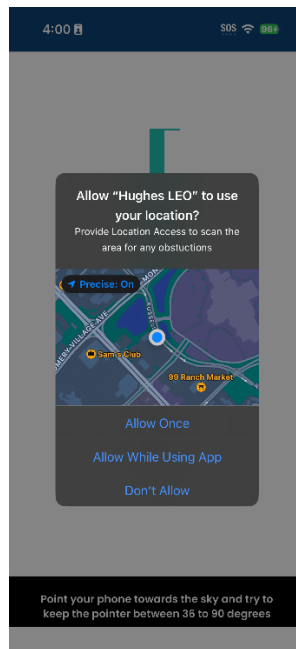 4:00
SOS
96
Allow “Hughes LEO” to use
your location?
Provide Location Access to scan the
area for any obstuctions
Precise: On
Sam's Club
99 Ranch Market
Allow Once
Allow While Using App
Don't Allow
Point your phone towards the sky and try to
keep the pointer between 36 to 90 degrees